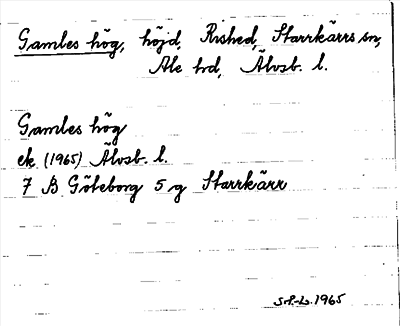 Gamles hög, höjd, Rished, Starrkärrs sn,
Ale hd, Älvsb. l.
Gamles hög
ek. (1965) Älvsb. l.
7 B Göteborg 5 g Starrkärr
1965